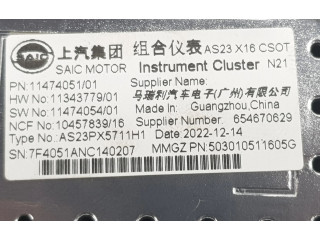 SAIC 上汽集团 组合仪表 AS23 X16 CSOT
SAIC MOTOR Instrument Cluster N21
PN:11474051/01 Supplier Name:
HW No:11343779/01 马瑞利汽车电子(广州)有限公司
SW No:11474054/01 Made In: Guangzhou,China
NCF No:10457839/16 Supplier No: 654670629
Type No:AS23PX5711H1 Date 2022-12-14
SN:7F4051ANC140207 MMGZ PN:503010511605G